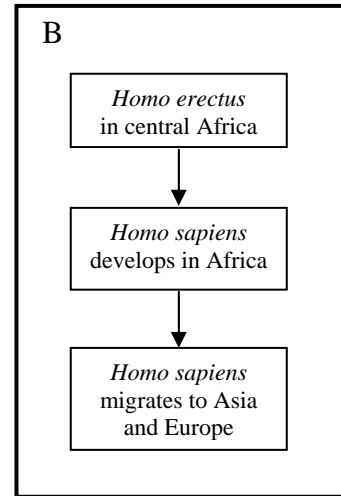 B
Homo erectus
in central Africa
Homo sapiens
develops in Africa
Homo sapiens
migrates to Asia
and Europe